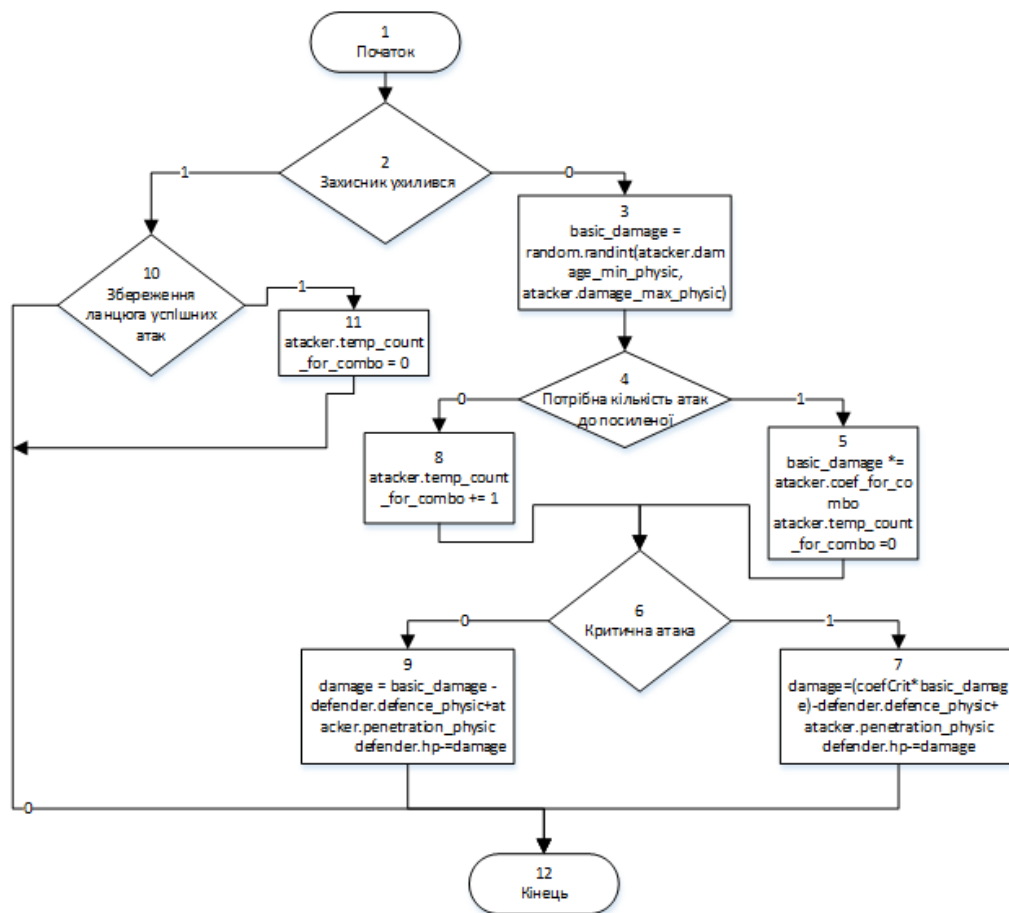 1
Початок
2
Захисник ухилився
1
0
3
basic_damage =
random.randint(atacker.dam
age_min_physic,
atacker.damage_max_physic)
10
Збереження
ланцюга успішних
атак
1
11
atacker.temp_count
_for_combo = 0
4
Потрібна кількість атак
до посиленої
0
1
8
atacker.temp_count
_for_combo += 1
5
basic_damage *=
atacker.coef_for_co
mbo
atacker.temp_count
_for_combo =0
6
Критична атака
0
1
9
damage = basic_damage -
defender.defence_physic+at
acker.penetration_physic
defender.hp-=damage
7
damage=(coefCrit*basic_damag
e)-defender.defence_physic+
atacker.penetration_physic
defender.hp-=damage
0
12
Кінець